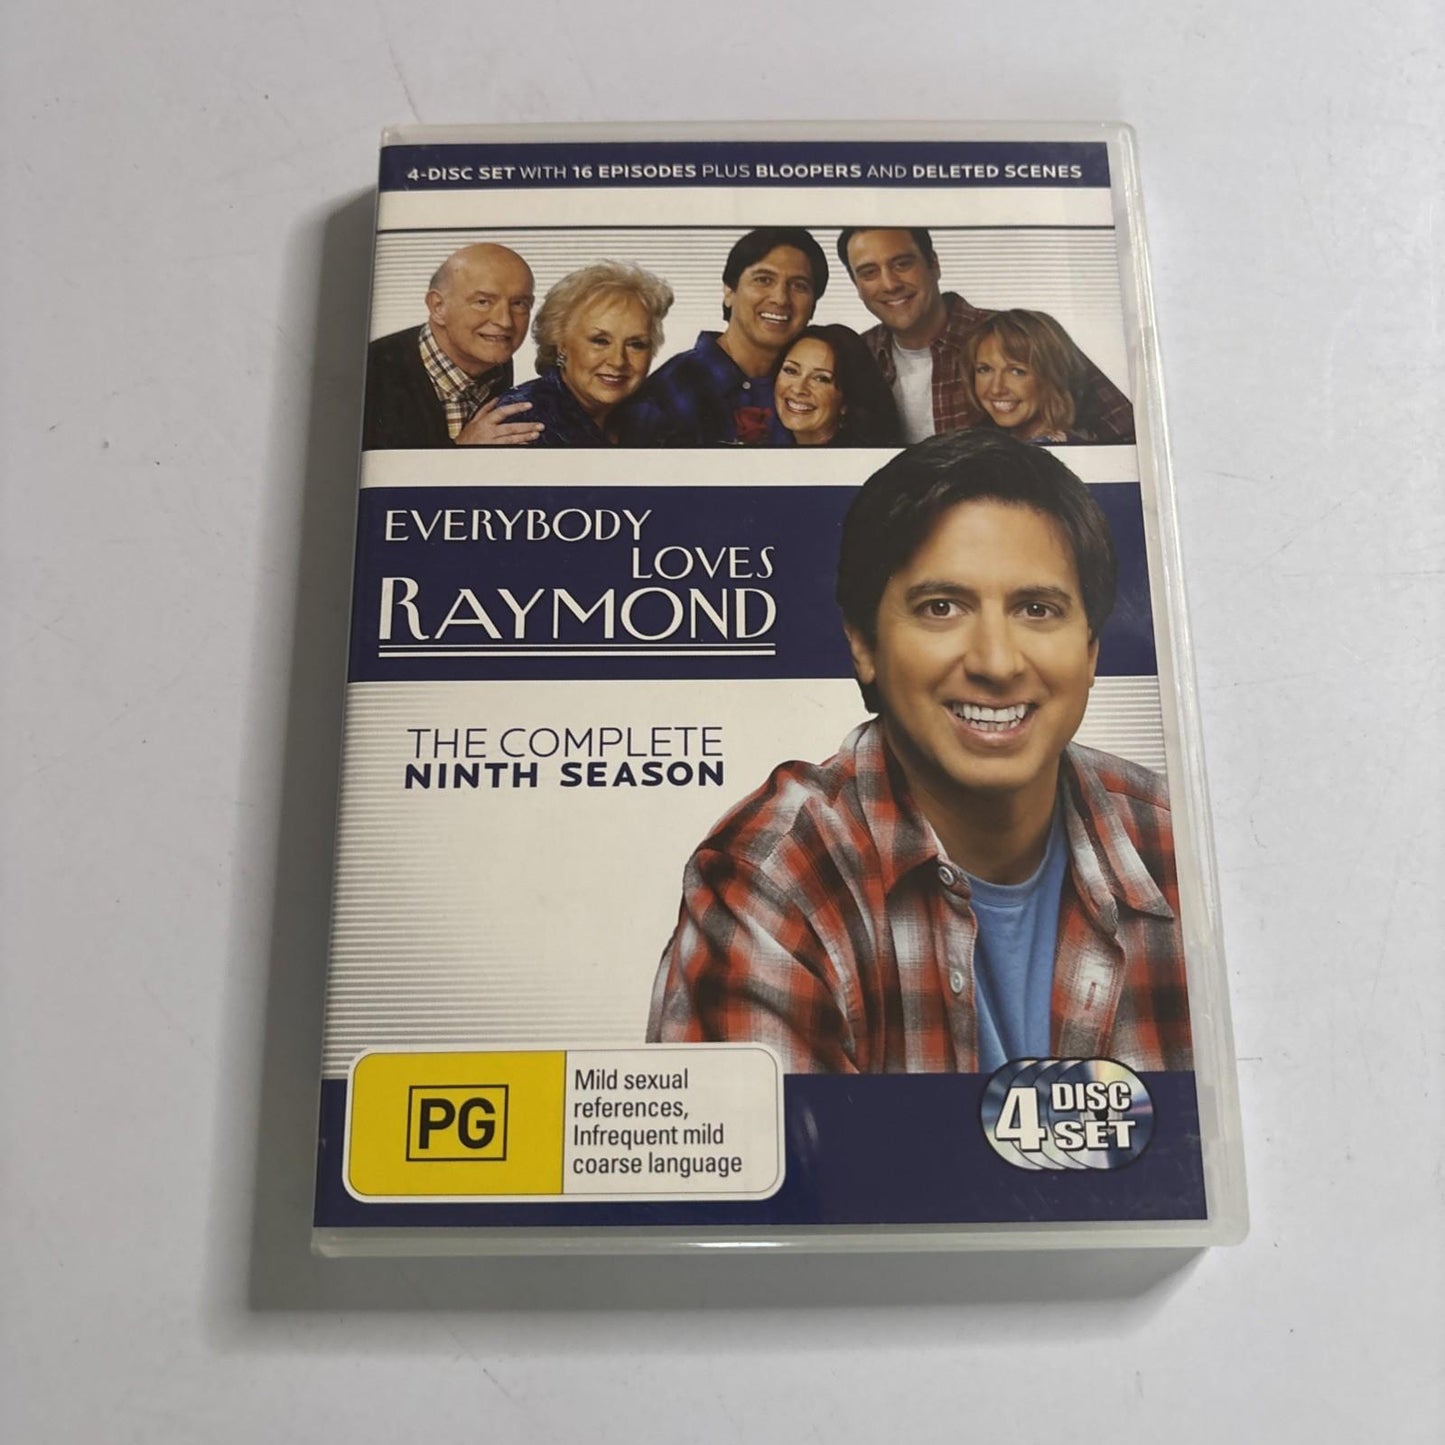 4-DISC SET WITH 16 EPISODES PLUS BLOOPERS AND DELETED SCENES
EVERYBODY
LOVES
RAYMOND
THE COMPLETE
NINTH SEASON
PG
Mild sexual
references,
Infrequent mild
coarse language
4 DISC
SET